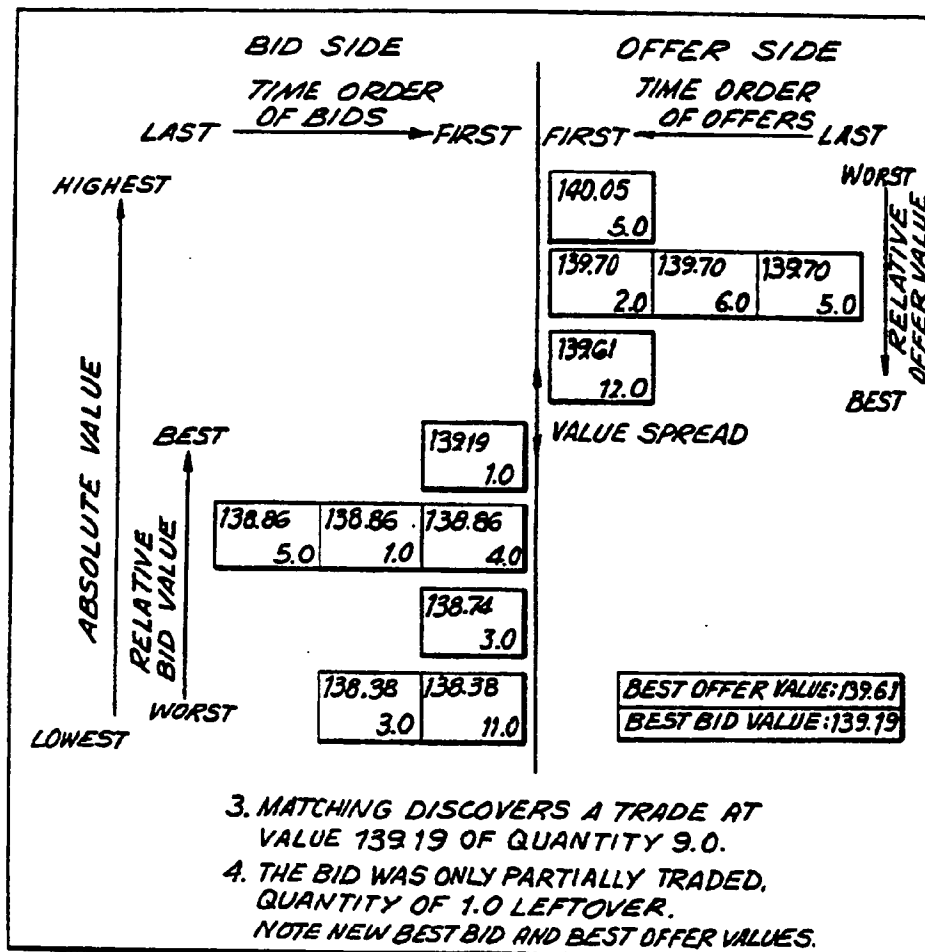 BID SIDE
TIME ORDER
OF BIDS
LAST
FIRST
OFFER SIDE
TIME ORDER
OF OFFERS
FIRST
LAST
HIGHEST
ABSOLUTE VALUE
LOWEST
BEST
RELATIVE
BID VALUE
WORST
WORST
RELATIVE
OFFER VALUE
BEST
140.05
5.0
139.70 139.70 139.70
2.0 6.0 5.0
139.61
12.0
VALUE SPREAD
139.19
1.0
138.86 138.86 138.86
5.0 1.0 4.0
138.74
3.0
138.38 138.38
3.0 11.0
BEST OFFER VALUE:139.61
BEST BID VALUE:139.19
3. MATCHING DISCOVERS A TRADE AT
VALUE 139.19 OF QUANTITY 9.0.
4. THE BID WAS ONLY PARTIALLY TRADED,
QUANTITY OF 1.0 LEFTOVER.
NOTE NEW BEST BID AND BEST OFFER VALUES.